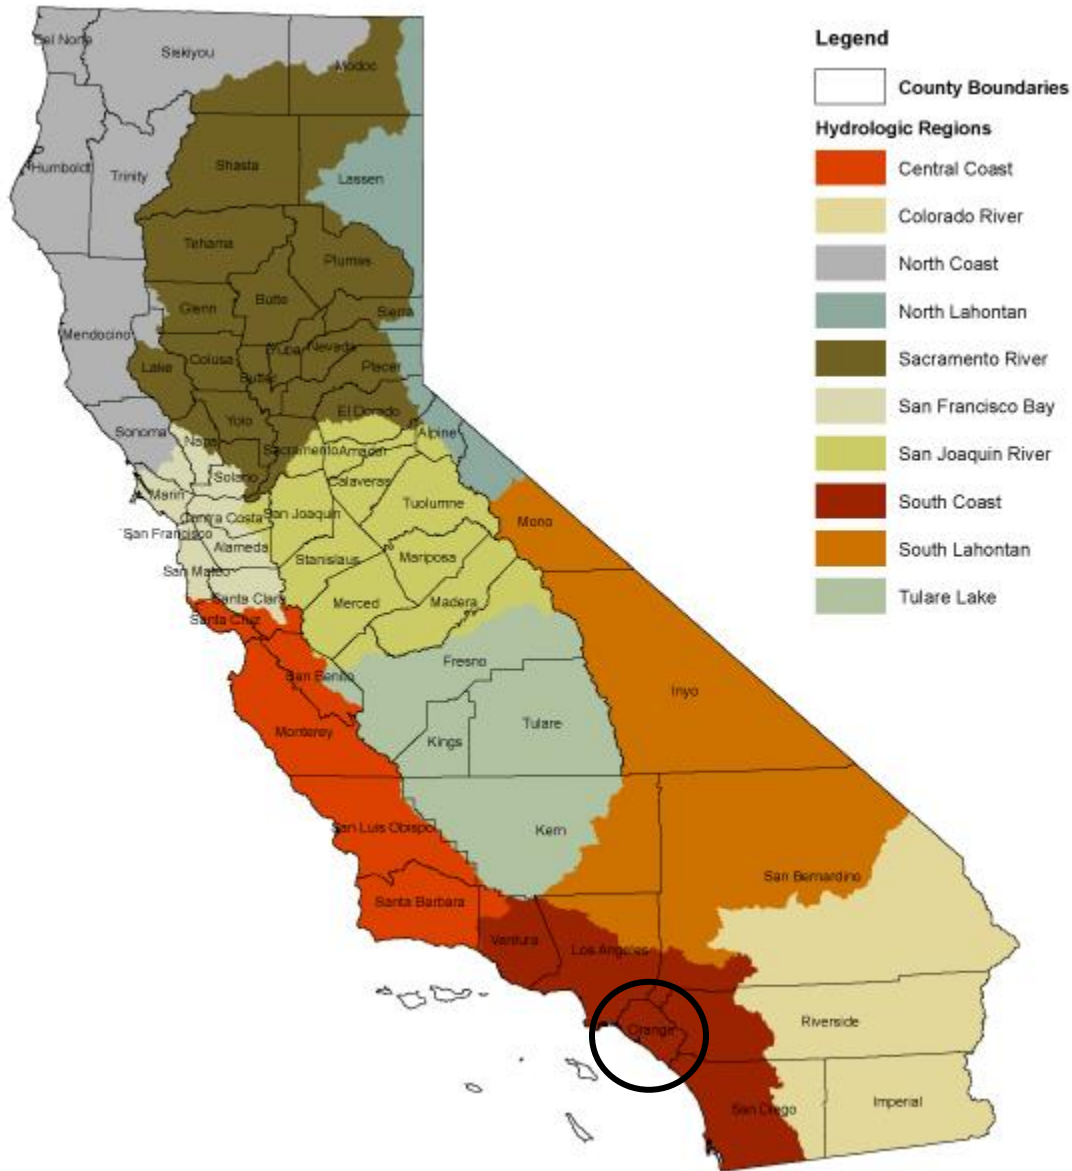 Legend
County Boundaries
Hydrologic Regions
Central Coast
Colorado River
North Coast
North Lahontan
Sacramento River
San Francisco Bay
San Joaquin River
South Coast
South Lahontan
Tulare Lake
Del Norte
Siskiyou
Modoc
Humboldt
Trinity
Shasta
Lassen
Tehama
Plumas
Glenn
Butte
Sierra
Mendocino
Lake
Colusa
Sutter
Yuba
Nevada
Placer
Sonoma
Napa
Yolo
El Dorado
Alpine
Sacramento
Amador
Solano
Marin
Calaveras
Tuolumne
Contra Costa
San Joaquin
Mono
San Francisco
Alameda
Stanislaus
Mariposa
San Mateo
Santa Clara
Merced
Madera
Santa Cruz
San Benito
Fresno
Inyo
Monterey
Kings
Tulare
San Luis Obispo
Kern
San Bernardino
Santa Barbara
Ventura
Los Angeles
Orange
Riverside
San Diego
Imperial